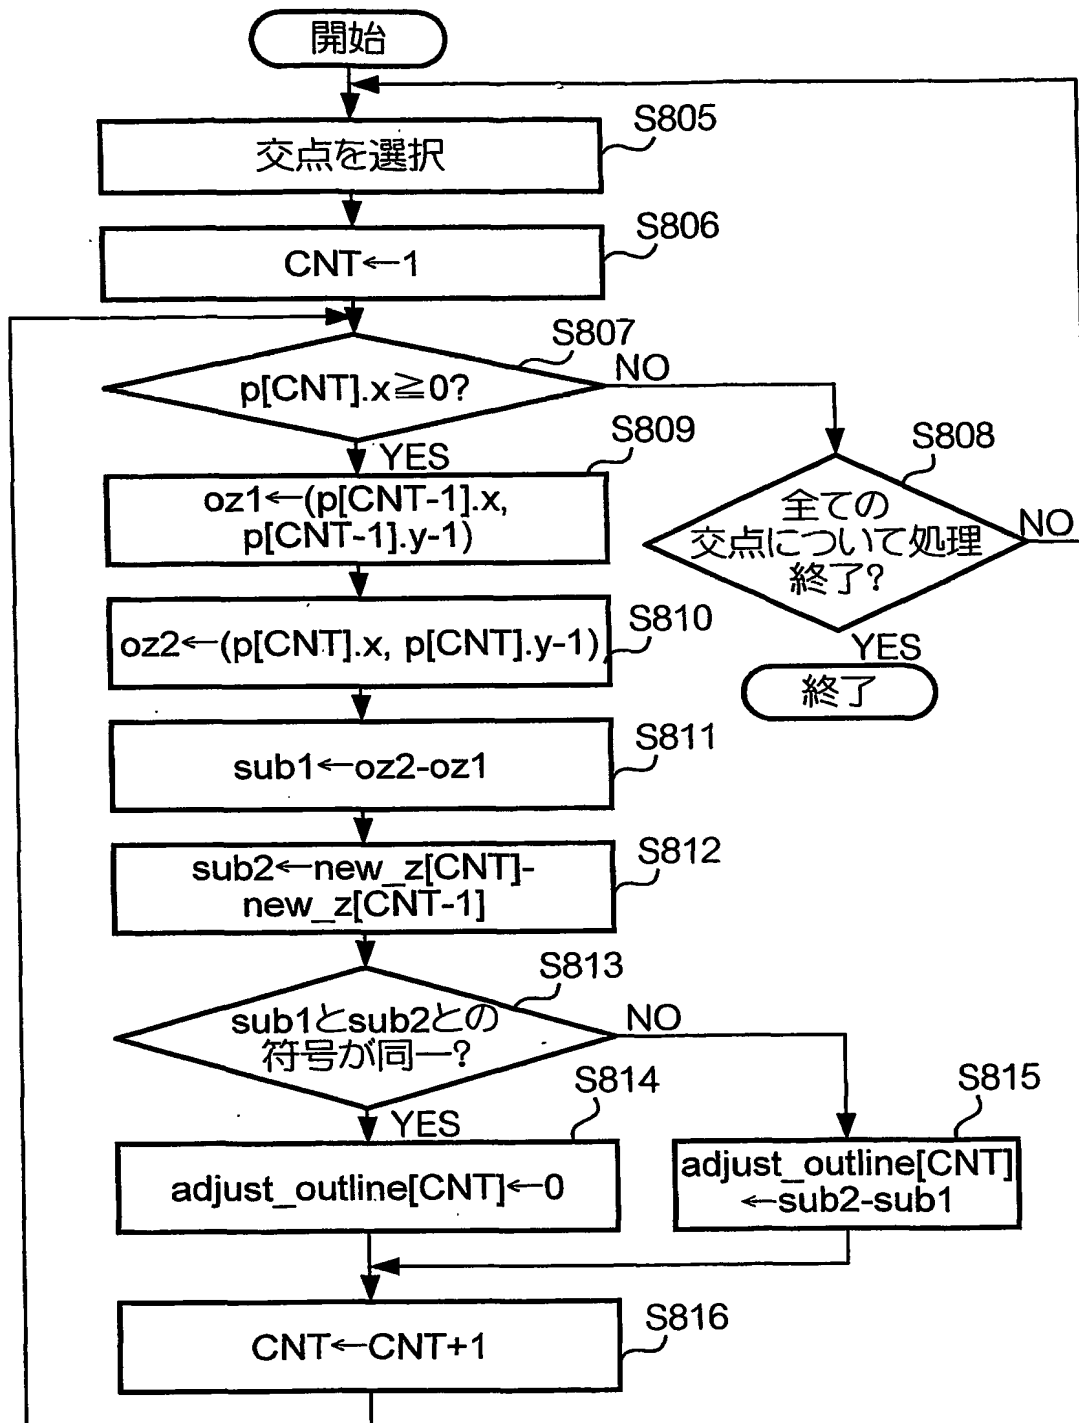 開始
S805
交点を選択
S806
CNT←1
S807
p[CNT].x≧0?
NO
YES
S808
全ての
交点について処理
終了?
NO
YES
終了
S809
oz1←(p[CNT-1].x,
p[CNT-1].y-1)
S810
oz2←(p[CNT].x, p[CNT].y-1)
S811
sub1←oz2-oz1
S812
sub2←new_z[CNT]-
new_z[CNT-1]
S813
sub1とsub2との
符号が同一?
NO
YES
S814
adjust_outline[CNT]←0
S815
adjust_outline[CNT]
←sub2-sub1
S816
CNT←CNT+1